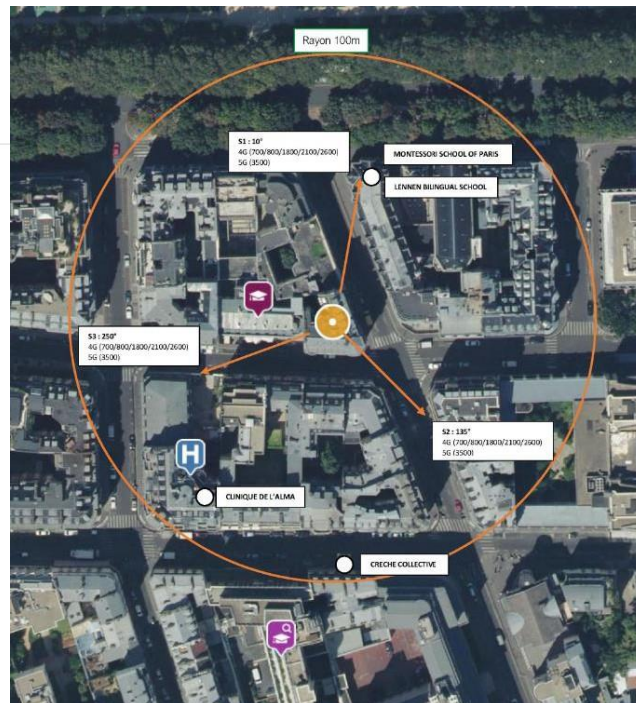 Rayon 100m
S1 : 10°
4G (700/800/1800/2100/2600)
5G (3500)
MONTESSORI SCHOOL OF PARIS
LENNEN BILINGUAL SCHOOL
S3 : 250°
4G (700/800/1800/2100/2600)
5G (3500)
S2 : 135°
4G (700/800/1800/2100/2600)
5G (3500)
H
CLINIQUE DE L'ALMA
CRECHE COLLECTIVE